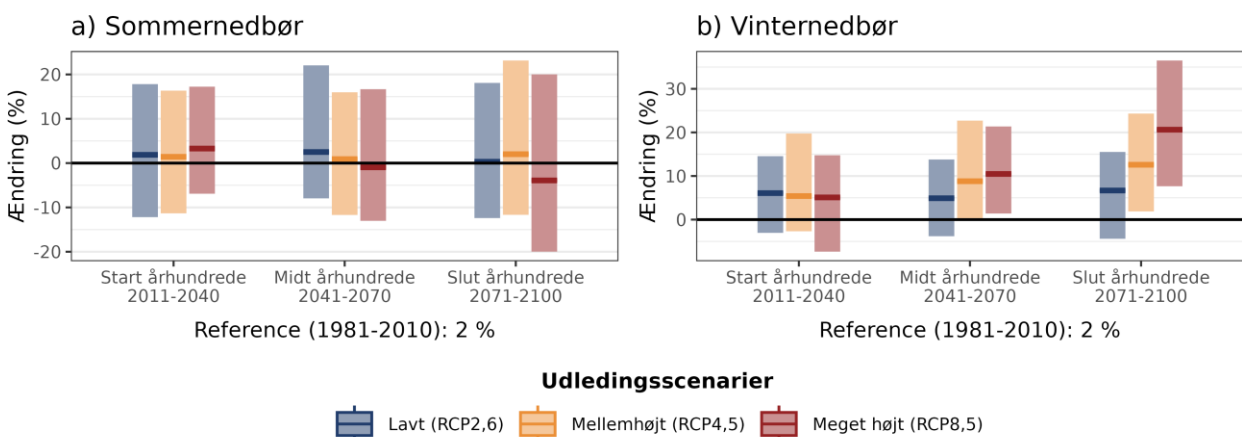 a) Sommernedbør
Ændring (%)
20
10
0
-10
-20
Start århundrede
2011-2040
Midt århundrede
2041-2070
Slut århundrede
2071-2100
Reference (1981-2010): 2 %
b) Vinternedbør
Ændring (%)
30
20
10
0
Start århundrede
2011-2040
Midt århundrede
2041-2070
Slut århundrede
2071-2100
Reference (1981-2010): 2 %
Udledingsscenarier
Lavt (RCP2,6)
Mellemhøjt (RCP4,5)
Meget højt (RCP8,5)